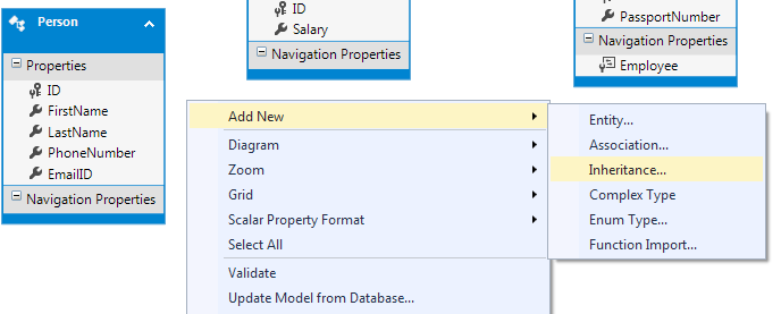 Person
Properties
ID
FirstName
LastName
PhoneNumber
EmailID
Navigation Properties
ID
Salary
Navigation Properties
PassportNumber
Navigation Properties
Employee
Add New
Diagram
Zoom
Grid
Scalar Property Format
Select All
Validate
Update Model from Database...
Entity...
Association...
Inheritance...
Complex Type
Enum Type...
Function Import...